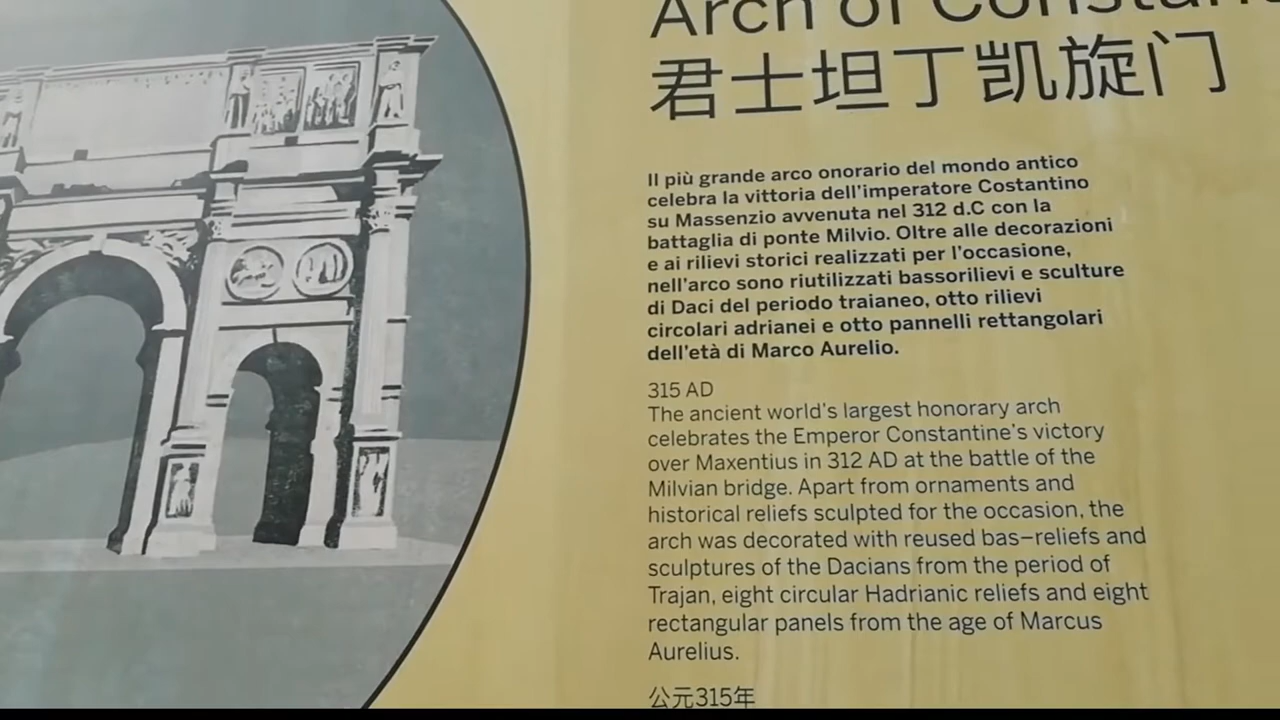 Arch of
君士坦丁凯旋门
Il più grande arco onorario del mondo antico
celebra la vittoria dell'imperatore Costantino
su Massenzio avvenuta nel 312 d.C con la
battaglia di ponte Milvio. Oltre alle decorazioni
e ai rilievi storici realizzati per l'occasione,
nell'arco sono riutilizzati bassorilievi e sculture
di Daci del periodo traianeo, otto rilievi
circolari adrianei e otto pannelli rettangolari
dell'età di Marco Aurelio.
315 AD
The ancient world's largest honorary arch
celebrates the Emperor Constantine's victory
over Maxentius in 312 AD at the battle of the
Milvian bridge. Apart from ornaments and
historical reliefs sculpted for the occasion, the
arch was decorated with reused bas–reliefs and
sculptures of the Dacians from the period of
Trajan, eight circular Hadrianic reliefs and eight
rectangular panels from the age of Marcus
Aurelius.
公元315年